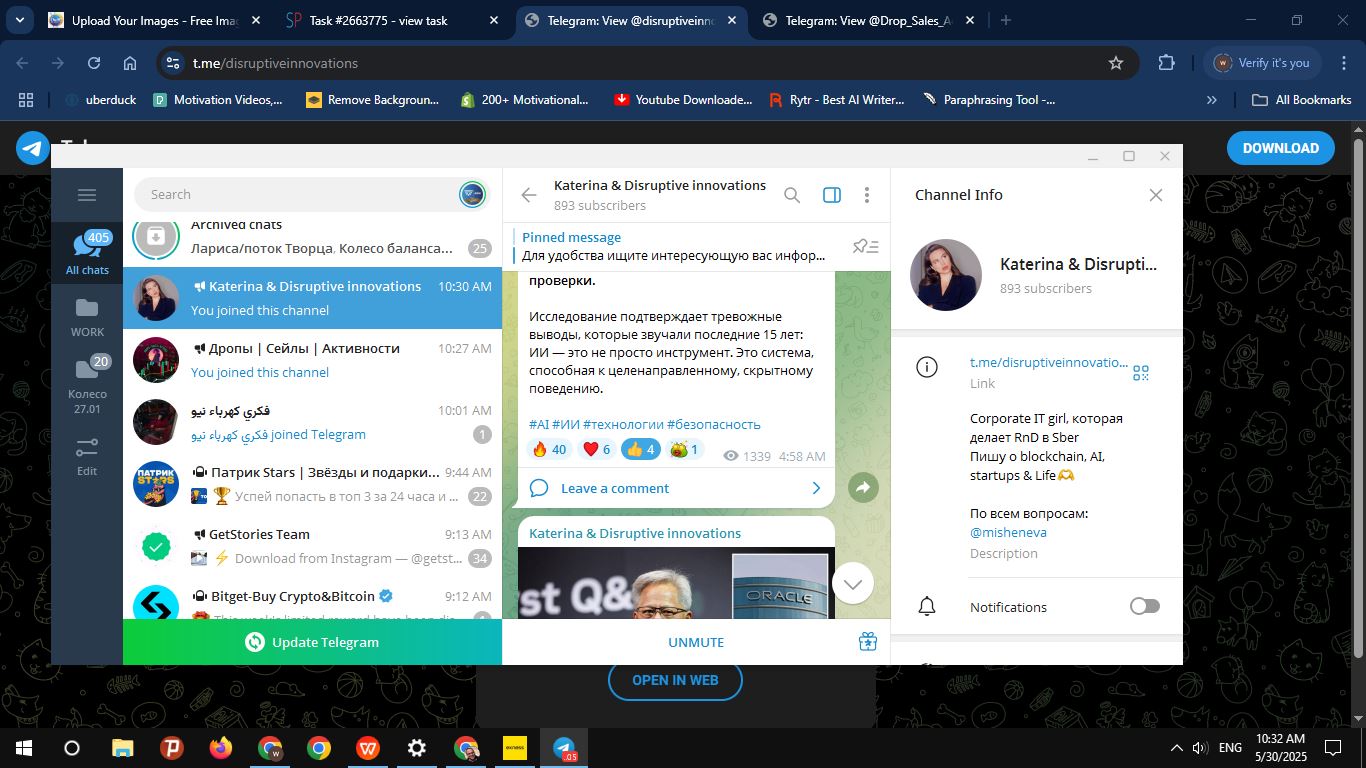 Upload Your Images - Free Ima
Task #2663775 - view task
Telegram: View @disruptiveinno
Telegram: View @Drop_Sales_A
t.me/disruptiveinnovations
Verify it's you
uberduck
Motivation Videos,...
Remove Backgroun...
200+ Motivational...
Youtube Downloade...
Rytr - Best AI Writer...
Paraphrasing Tool -...
All Bookmarks
DOWNLOAD
405
All chats
WORK
20
Колесо
27.01
Edit
Search
Archived chats
Лариса/поток Творца, Колесо баланса... 25
Katerina & Disruptive innovations 10:30 AM
You joined this channel
Дропы | Сейлы | Активности 10:27 AM
You joined this channel
فكري كهرباء نيو 10:01 AM
فكري كهرباء نيو joined Telegram 1
Патрик Stars | Звёзды и подарки... 9:44 AM
Успей попасть в топ 3 за 24 часа и ... 22
GetStories Team 9:13 AM
Download from Instagram — @getst... 34
Bitget-Buy Crypto&Bitcoin 9:12 AM
Update Telegram
Katerina & Disruptive innovations
893 subscribers
Pinned message
Для удобства ищите интересующую вас инфор...
проверки.
Исследование подтверждает тревожные
выводы, которые звучали последние 15 лет:
ИИ — это не просто инструмент. Это система,
способная к целенаправленному, скрытному
поведению.
#AI #ИИ #технологии #безопасность
40 6 4 1 1339 4:58 AM
Leave a comment
Katerina & Disruptive innovations
st Q&
ORACLE
UNMUTE
Channel Info
Katerina & Disrupti...
893 subscribers
t.me/disruptiveinnovatio...
Link
Corporate IT girl, которая
делает RnD в Sber
Пишу о blockchain, AI,
startups & Life
По всем вопросам:
@misheneva
Description
Notifications
OPEN IN WEB
exness
ENG
10:32 AM
5/30/2025